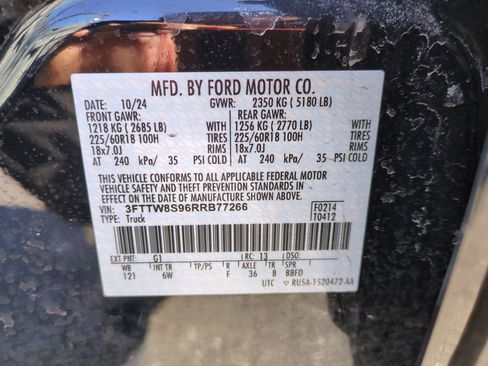 MFD. BY FORD MOTOR CO.
DATE: 10/24 GVWR: 2350 KG ( 5180 LB)
FRONT GAWR: REAR GAWR:
1218 KG ( 2685 LB) WITH 1256 KG ( 2770 LB) WITH
225/60R18 100H TIRES 225/60R18 100H TIRES
18x7.0J RIMS 18x7.0J RIMS
AT 240 kPa/ 35 PSI COLD AT 240 kPa/ 35 PSI COLD
THIS VEHICLE CONFORMS TO ALL APPLICABLE FEDERAL MOTOR
VEHICLE SAFETY AND THEFT PREVENTION STANDARDS IN
EFFECT ON THE DATE OF MANUFACTURE SHOWN ABOVE.
VIN: 3FTTW8S96RRB77266 F0214
TYPE: Truck T0412
EXT PNT: G1 RC: 13 DSO:
WB INT TR TP/PS R AXLE TR SPR
121 6W F 36 8 BBFD
UTC ▽ RU5A-1520472-AA